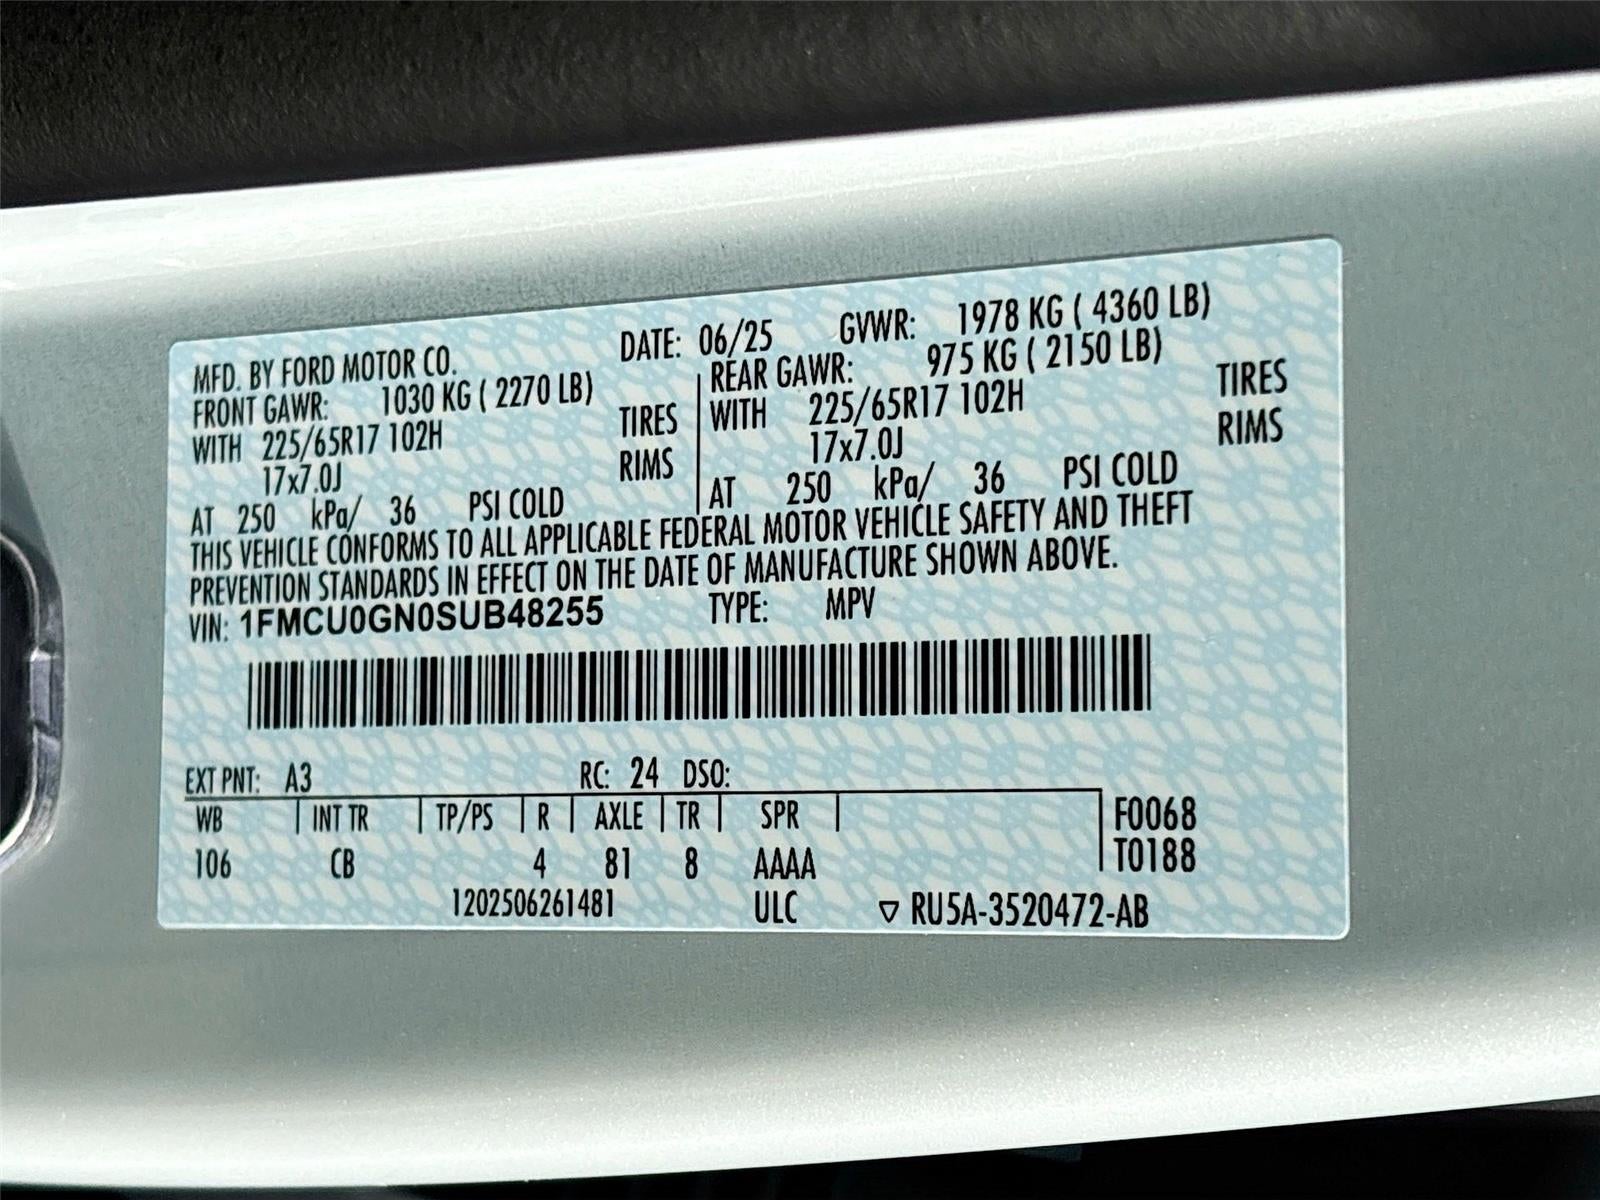 MFD. BY FORD MOTOR CO. DATE: 06/25 GVWR: 1978 KG ( 4360 LB)
FRONT GAWR: 1030 KG ( 2270 LB) REAR GAWR: 975 KG ( 2150 LB)
WITH 225/65R17 102H TIRES WITH 225/65R17 102H TIRES
17x7.0J RIMS 17x7.0J RIMS
AT 250 kPa/ 36 PSI COLD AT 250 kPa/ 36 PSI COLD
THIS VEHICLE CONFORMS TO ALL APPLICABLE FEDERAL MOTOR VEHICLE SAFETY AND THEFT
PREVENTION STANDARDS IN EFFECT ON THE DATE OF MANUFACTURE SHOWN ABOVE.
VIN: 1FMCU0GN0SUB48255 TYPE: MPV
EXT PNT: A3 RC: 24 DSO:
WB INT TR TP/PS R AXLE TR SPR F0068
106 CB 4 81 8 AAAA T0188
1202506261481 ULC ▽ RU5A-3520472-AB